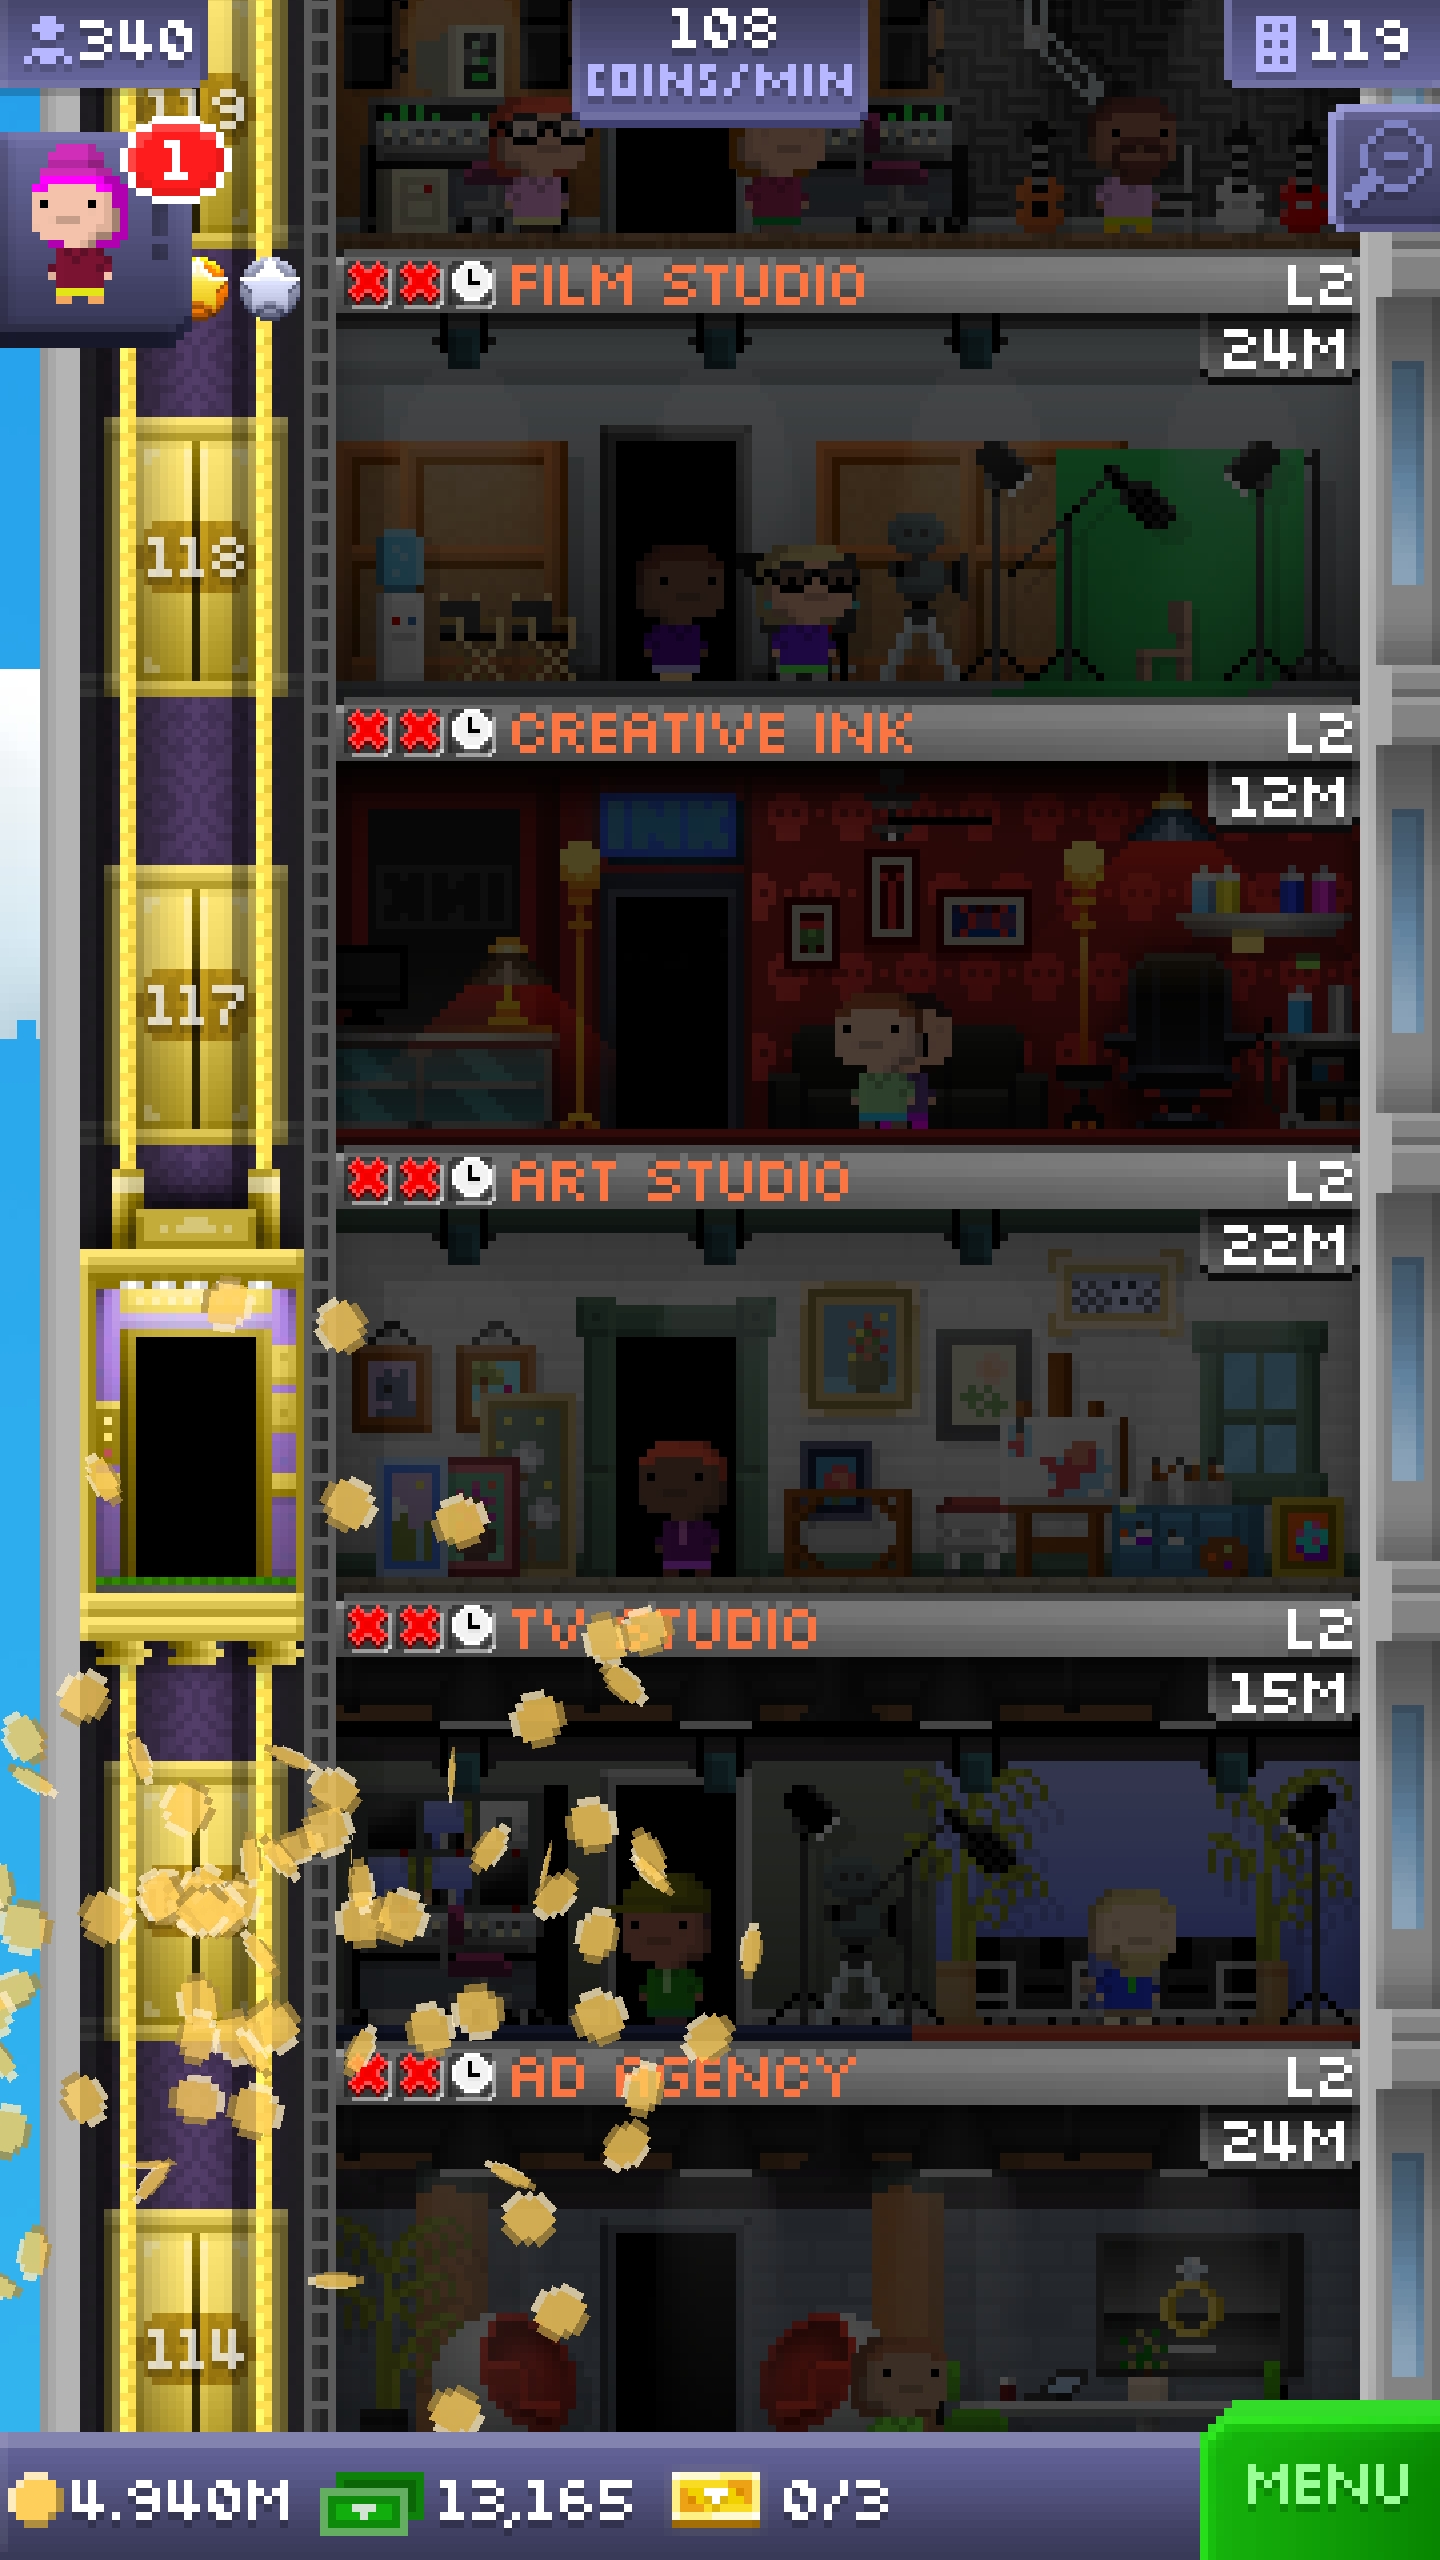 340
108
COINS/MIN
119
119
1
FILM STUDIO
L2
24M
118
CREATIVE INK
L2
12M
INK
117
ART STUDIO
L2
22M
TV STUDIO
L2
15M
AD AGENCY
L2
24M
114
4.940M
13,165
0/3
MENU